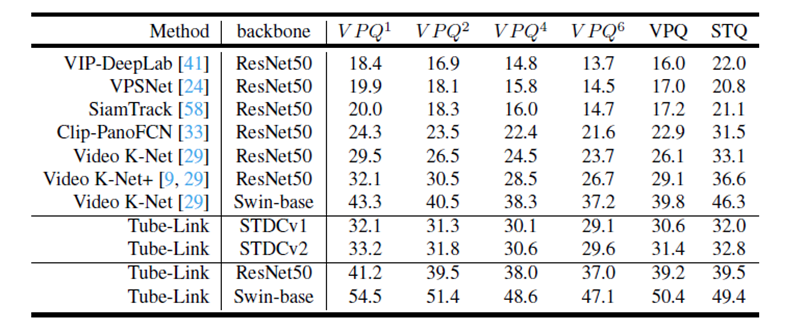 Method backbone VPQ1 VPQ2 VPQ4 VPQ6 VPQ STQ
VIP-DeepLab [41] ResNet50 18.4 16.9 14.8 13.7 16.0 22.0
VPSNet [24] ResNet50 19.9 18.1 15.8 14.5 17.0 20.8
SiamTrack [58] ResNet50 20.0 18.3 16.0 14.7 17.2 21.1
Clip-PanoFCN [33] ResNet50 24.3 23.5 22.4 21.6 22.9 31.5
Video K-Net [29] ResNet50 29.5 26.5 24.5 23.7 26.1 33.1
Video K-Net+ [9, 29] ResNet50 32.1 30.5 28.5 26.7 29.1 36.6
Video K-Net [29] Swin-base 43.3 40.5 38.3 37.2 39.8 46.3
Tube-Link STDCv1 32.1 31.3 30.1 29.1 30.6 32.0
Tube-Link STDCv2 33.2 31.8 30.6 29.6 31.4 32.8
Tube-Link ResNet50 41.2 39.5 38.0 37.0 39.2 39.5
Tube-Link Swin-base 54.5 51.4 48.6 47.1 50.4 49.4